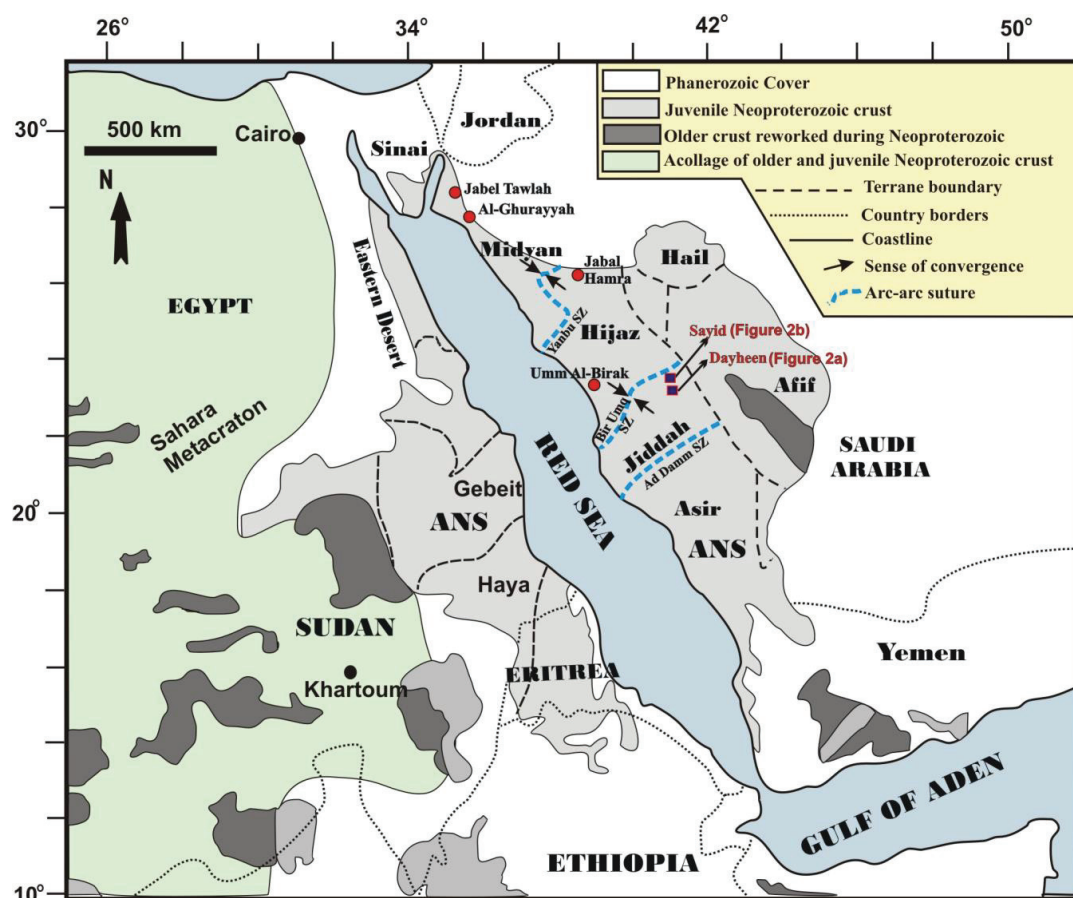 26°
34°
42°
50°
30°
20°
10°
500 km
N
Cairo
Sinai
Jordan
Phanerozoic Cover
Juvenile Neoproterozoic crust
Older crust reworked during Neoproterozoic
Acollage of older and juvenile Neoproterozoic crust
Terrane boundary
Country borders
Coastline
Sense of convergence
Arc-arc suture
Jabel Tawlah
Al-Ghurayyah
Midyan
Jabal
Hamra
Hail
Eastern Desert
EGYPT
Yanbu SZ
Hijaz
Sayid (Figure 2b)
Dayheen (Figure 2a)
Umm Al-Birak
Afif
Sahara
Metacraton
Bir Umq
SZ
Jiddah
Ad Damm SZ
SAUDI
ARABIA
RED SEA
Gebeit
ANS
Asir
ANS
Haya
SUDAN
Khartoum
ERITREA
Yemen
GULF OF ADEN
ETHIOPIA